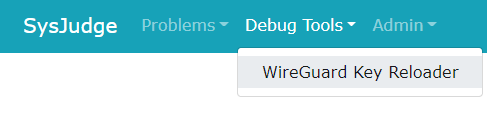 SysJudge Problems Debug Tools Admin
WireGuard Key Reloader